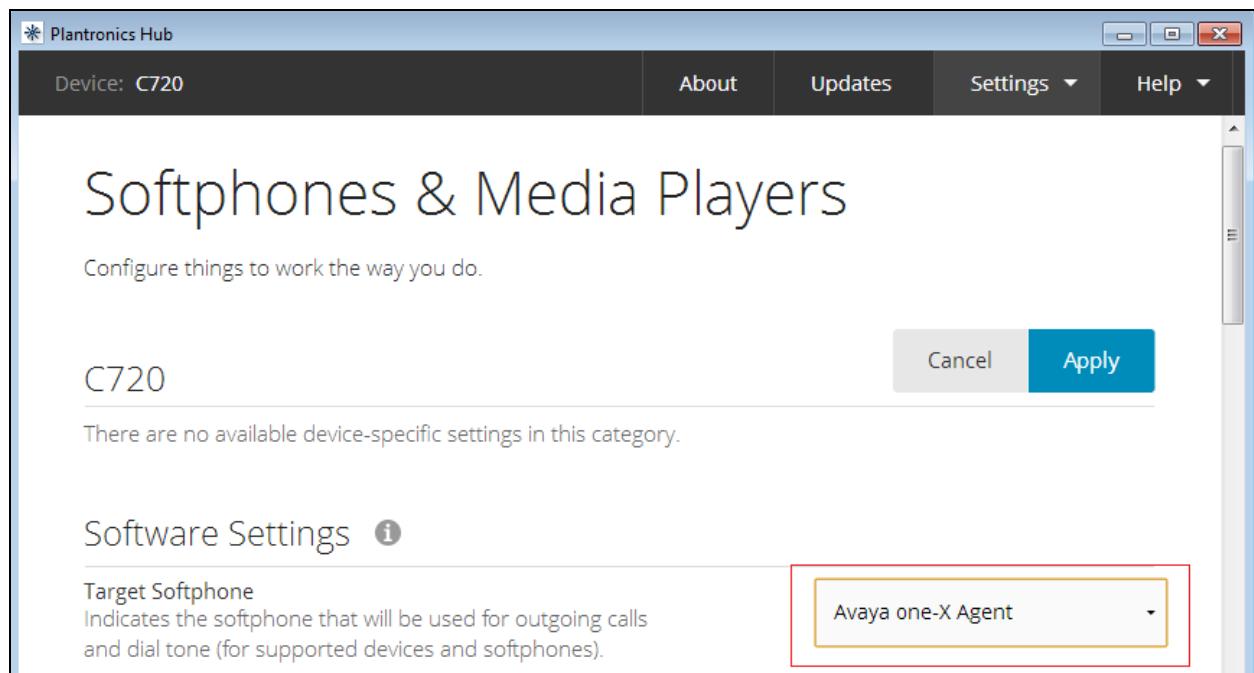 Plantronics Hub
Device: C720 About Updates Settings Help
Softphones & Media Players
Configure things to work the way you do.
Cancel Apply
C720
There are no available device-specific settings in this category.
Software Settings
Target Softphone
Indicates the softphone that will be used for outgoing calls
and dial tone (for supported devices and softphones).
Avaya one-X Agent